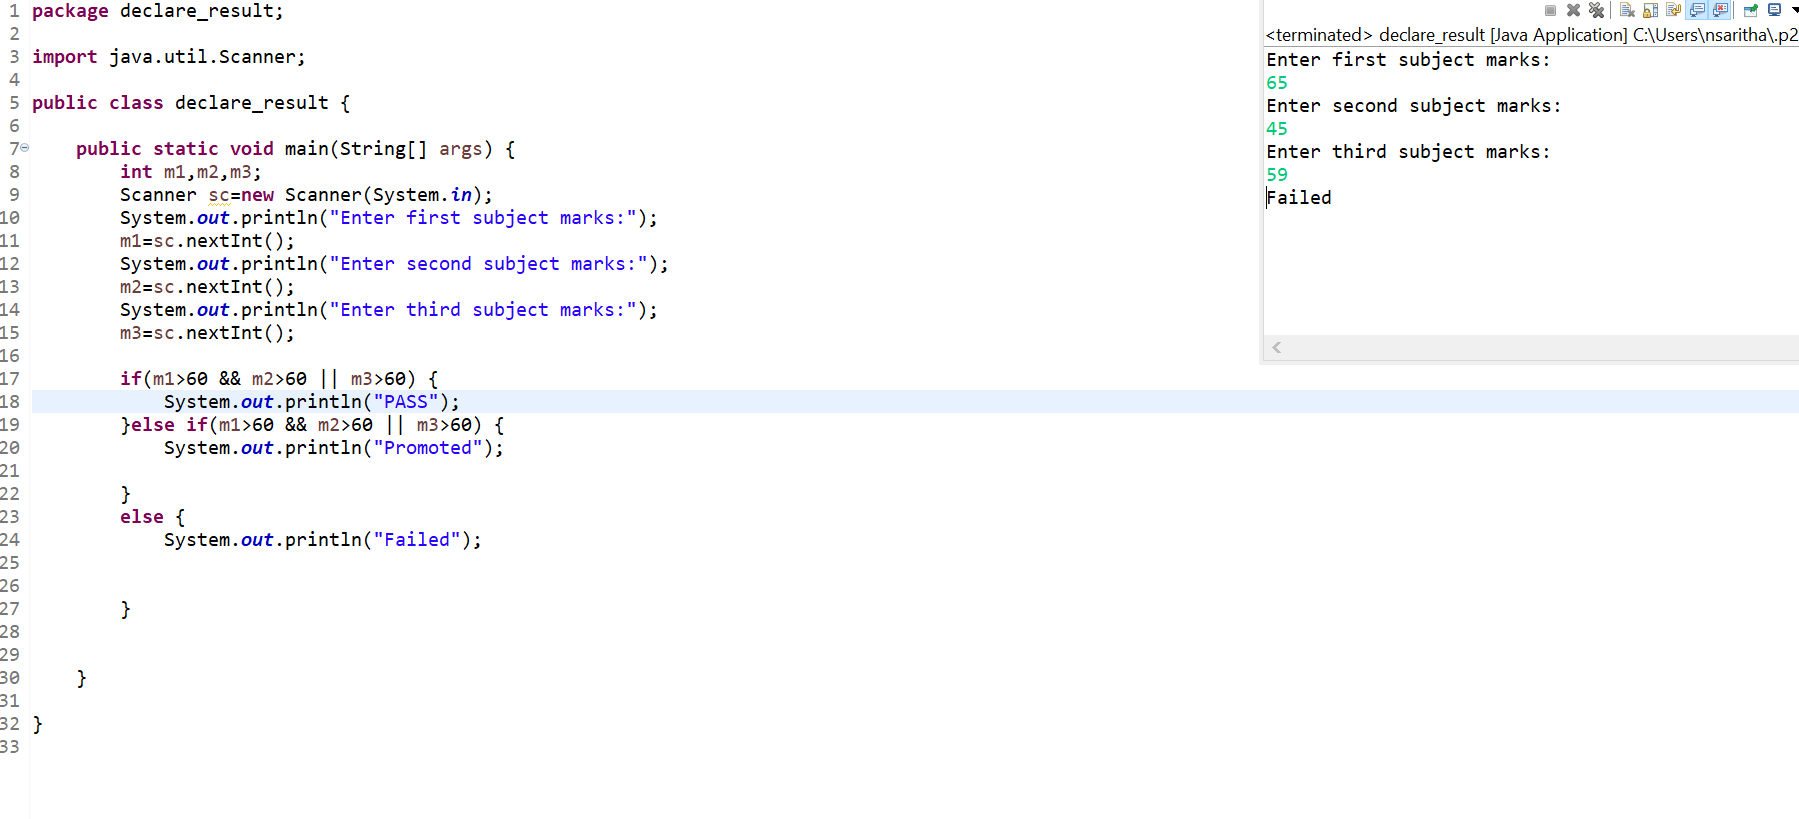 1 package declare_result;
2
3 import java.util.Scanner;
4
5 public class declare_result {
6
7 public static void main(String[] args) {
8 int m1,m2,m3;
9 Scanner sc=new Scanner(System.in);
10 System.out.println("Enter first subject marks:");
11 m1=sc.nextInt();
12 System.out.println("Enter second subject marks:");
13 m2=sc.nextInt();
14 System.out.println("Enter third subject marks:");
15 m3=sc.nextInt();
16
17 if(m1>60 && m2>60 || m3>60) {
18 System.out.println("PASS");
19 }else if(m1>60 && m2>60 || m3>60) {
20 System.out.println("Promoted");
21
22 }
23 else {
24 System.out.println("Failed");
25
26
27 }
28
29
30 }
31
32 }
33
<terminated> declare_result [Java Application] C:\Users\nsaritha\.p2
Enter first subject marks:
65
Enter second subject marks:
45
Enter third subject marks:
59
Failed